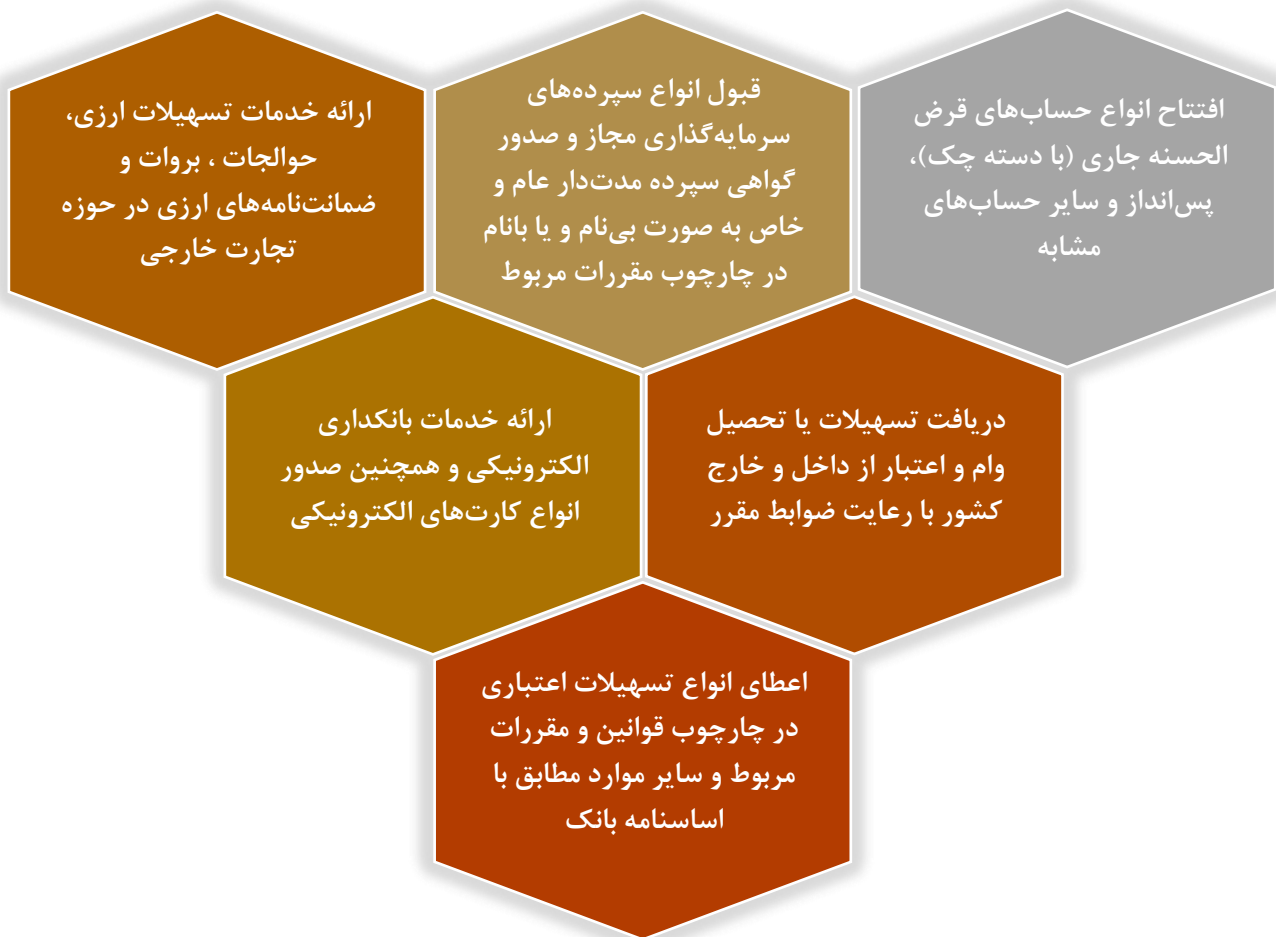 افتتاح انواع حساب‌های قرض
الحسنه جاری (با دسته چک)،
پس‌انداز و سایر حساب‌های
مشابه
قبول انواع سپرده‌های
سرمایه‌گذاری مجاز و صدور
گواهی سپرده مدت‌دار عام و
خاص به صورت بی‌نام و یا بانام
در چارچوب مقررات مربوط
ارائه خدمات تسهیلات ارزی،
حوالجات ، بروات و
ضمانت‌نامه‌های ارزی در حوزه
تجارت خارجی
دریافت تسهیلات یا تحصیل
وام و اعتبار از داخل و خارج
کشور با رعایت ضوابط مقرر
ارائه خدمات بانکداری
الکترونیکی و همچنین صدور
انواع کارت‌های الکترونیکی
اعطای انواع تسهیلات اعتباری
در چارچوب قوانین و مقررات
مربوط و سایر موارد مطابق با
اساسنامه بانک